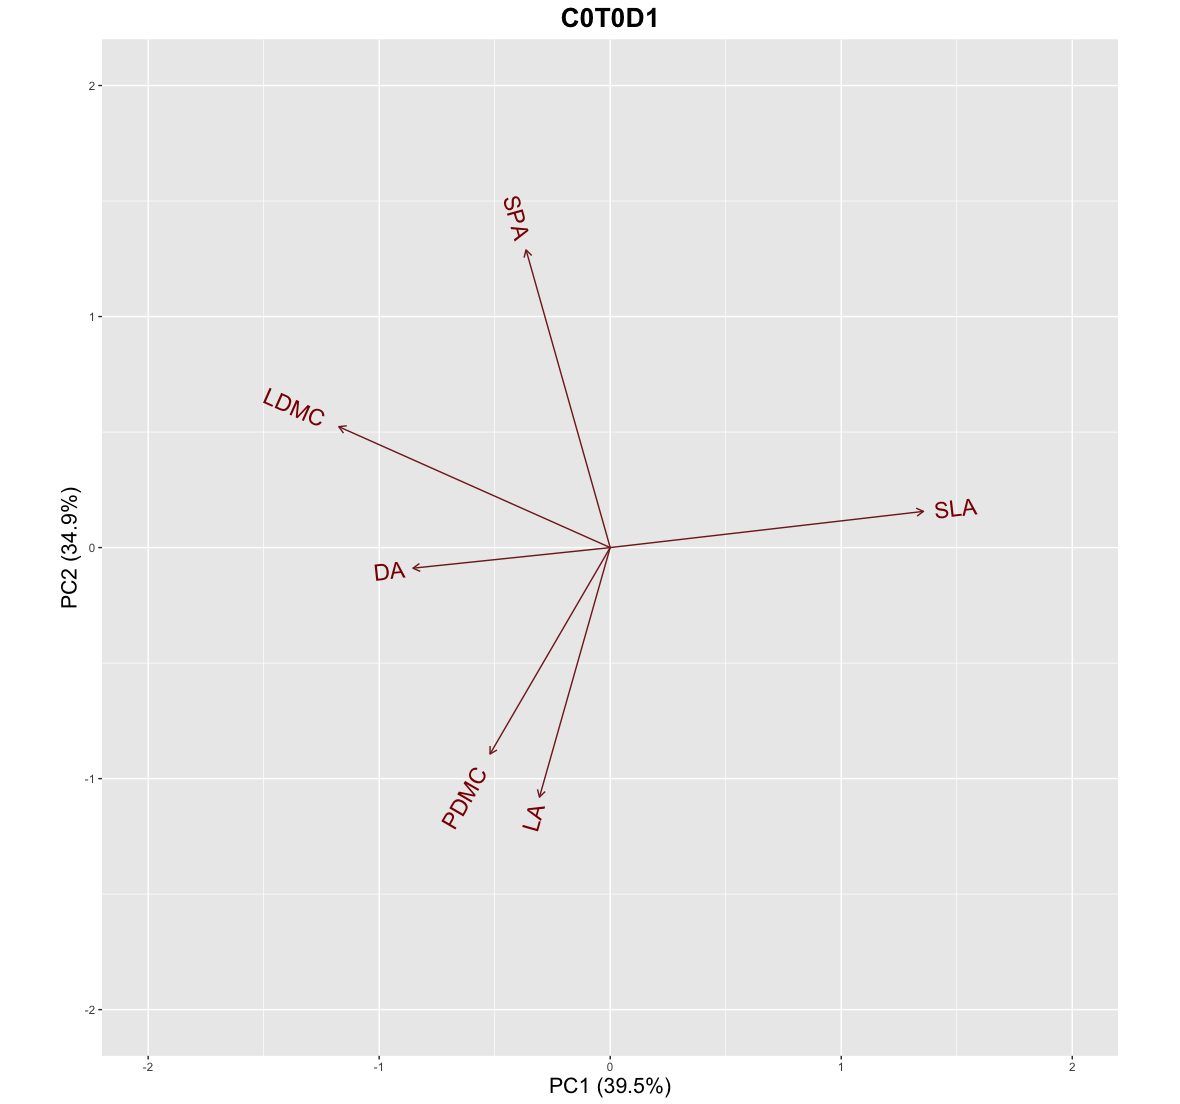 C0T0D1
2
SPA
1
LDMC
SLA
0
DA
PDMC
LA
-1
-2
-2
-1
0
1
2
PC1 (39.5%)
PC2 (34.9%)